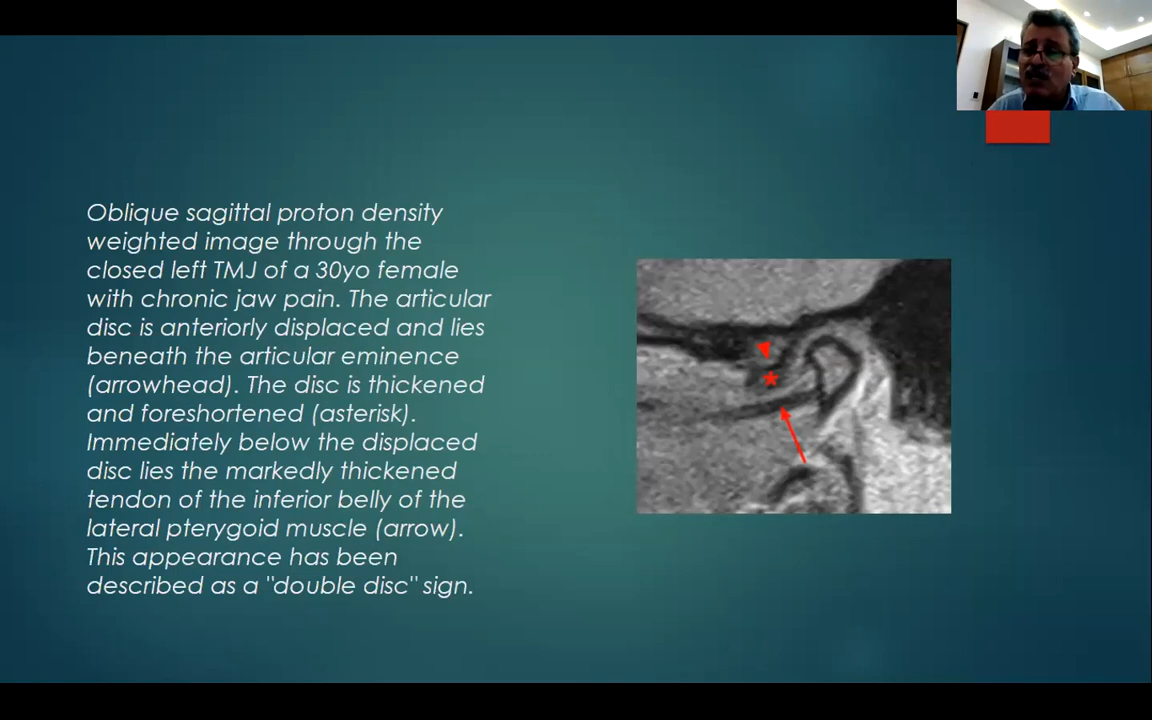 Oblique sagittal proton density
weighted image through the
closed left TMJ of a 30yo female
with chronic jaw pain. The articular
disc is anteriorly displaced and lies
beneath the articular eminence
(arrowhead). The disc is thickened
and foreshortened (asterisk).
Immediately below the displaced
disc lies the markedly thickened
tendon of the inferior belly of the
lateral pterygoid muscle (arrow).
This appearance has been
described as a "double disc" sign.